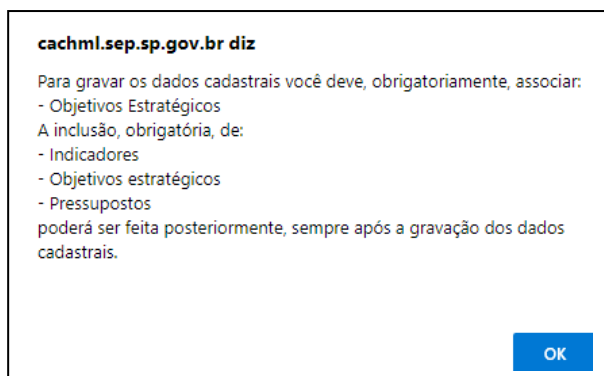 cachml.sep.sp.gov.br diz
Para gravar os dados cadastrais você deve, obrigatoriamente, associar:
- Objetivos Estratégicos
A inclusão, obrigatória, de:
- Indicadores
- Objetivos estratégicos
- Pressupostos
poderá ser feita posteriormente, sempre após a gravação dos dados
cadastrais.
OK